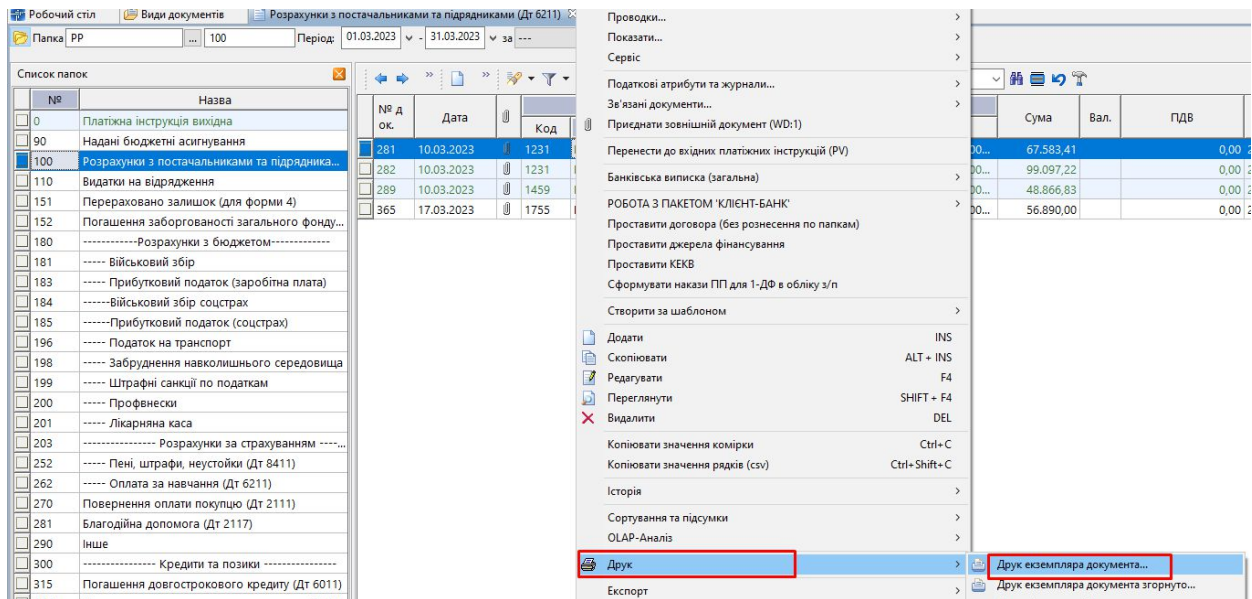 Робочий стіл Види документів Розрахунки з постачальниками та підрядниками (Дт 6211)
Папка PP ... 100 Період: 01.03.2023 - 31.03.2023 за ---
Список папок
№ Назва
0 Платіжна інструкція вихідна
90 Надані бюджетні асигнування
100 Розрахунки з постачальниками та підрядника...
110 Видатки на відрядження
151 Перераховано залишок (для форми 4)
152 Погашення заборгованості загального фонду...
180 ------------Розрахунки з бюджетом-------------
181 ----- Військовий збір
183 ----- Прибутковий податок (заробітна плата)
184 ------Військовий збір соцстрах
185 ------Прибутковий податок (соцстрах)
196 ----- Податок на транспорт
198 ----- Забруднення навколишнього середовища
199 ----- Штрафні санкції по податкам
200 ----- Профвнески
201 ----- Лікарняна каса
203 ---------------- Розрахунки за страхуванням ----...
252 ----- Пені, штрафи, неустойки (Дт 8411)
262 ----- Оплата за навчання (Дт 6211)
270 Повернення оплати покупцю (Дт 2111)
281 Благодійна допомога (Дт 2117)
290 Інше
300 ---------------- Кредити та позики ----------------
315 Погашення довгострокового кредиту (Дт 6011)
№ д
ок. Дата Код Сума Вал. ПДВ
281 10.03.2023 1231 00... 67.583,41 0,00
282 10.03.2023 1231 00... 99.097,22 0,00
289 10.03.2023 1459 00... 48.866,83 0,00
365 17.03.2023 1755 00... 56.890,00 0,00
Проводки...
Показати...
Сервіс
Податкові атрибути та журнали...
Зв'язані документи...
Приєднати зовнішній документ (WD:1)
Перенести до вхідних платіжних інструкцій (PV)
Банківська виписка (загальна)
РОБОТА З ПАКЕТОМ 'КЛІЄНТ-БАНК'
Проставити договора (без рознесення по папкам)
Проставити джерела фінансування
Проставити КЕКВ
Сформувати накази ПП для 1-ДФ в обліку з/п
Створити за шаблоном
Додати INS
Скопіювати ALT + INS
Редагувати F4
Переглянути SHIFT + F4
Видалити DEL
Копіювати значення комірки Ctrl+C
Копіювати значення рядків (csv) Ctrl+Shift+C
Історія
Сортування та підсумки
OLAP-Аналіз
Друк
Експорт
Друк екземпляра документа...
Друк екземпляра документа згорнуто...